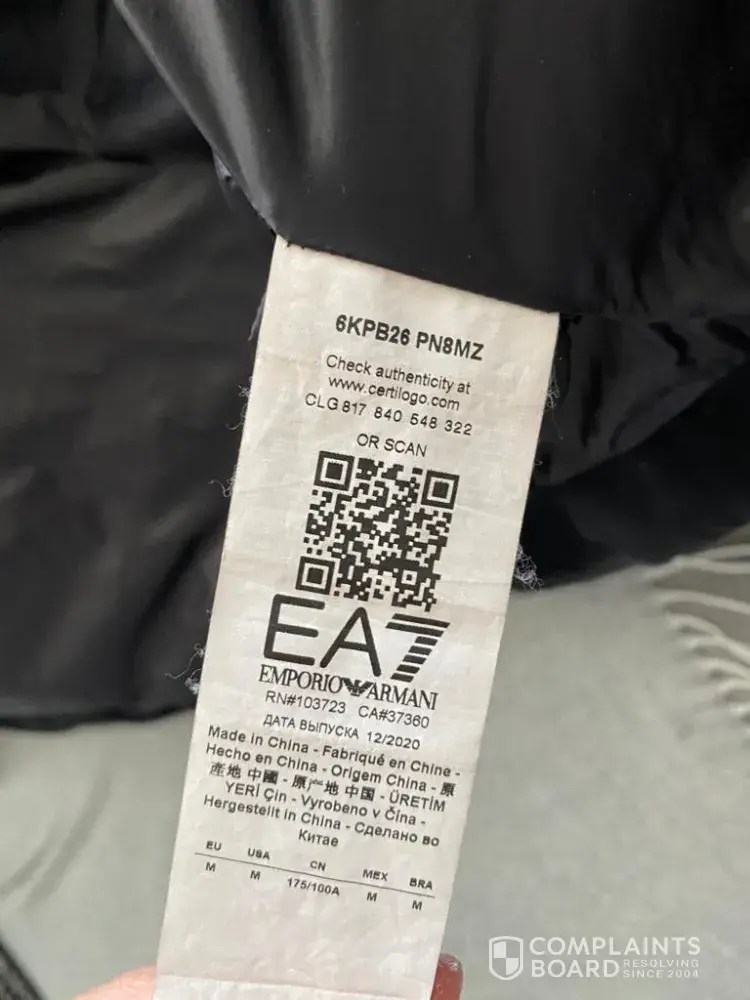 6KPB26 PN8MZ
Check authenticity at
www.certilogo.com
CLG 817 840 548 322
OR SCAN
EA7
EMPORIO ARMANI
RN#103723 CA#37360
ДАТА ВЫПУСКА 12/2020
Made in China - Fabriqué en Chine -
Hecho en China - Origem China - 原
產地 中國 - 原产地 中国 - ÜRETİM
YERİ Çin - Vyrobeno v Čína -
Hergestellt in China - Сделано во
Китае
EU USA CN MEX BRA
M M 175/100A M M
COMPLAINTS
BOARD RESOLVING SINCE 2004